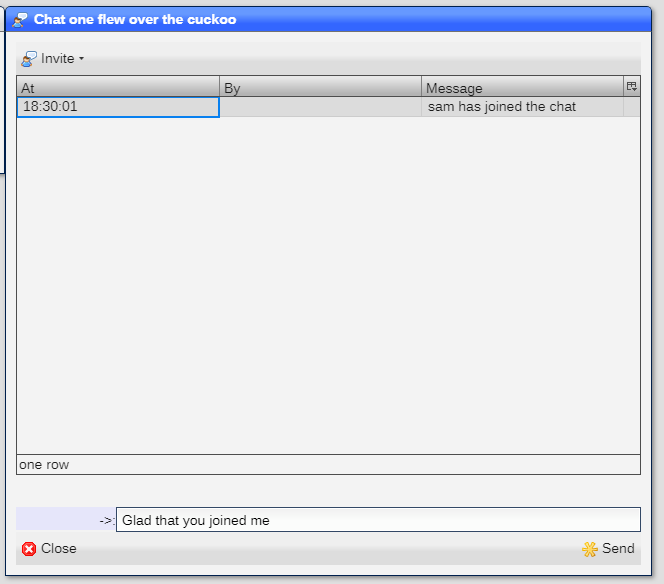 Chat one flew over the cuckoo
Invite
At By Message
18:30:01 sam has joined the chat
one row
->: Glad that you joined me
Close Send